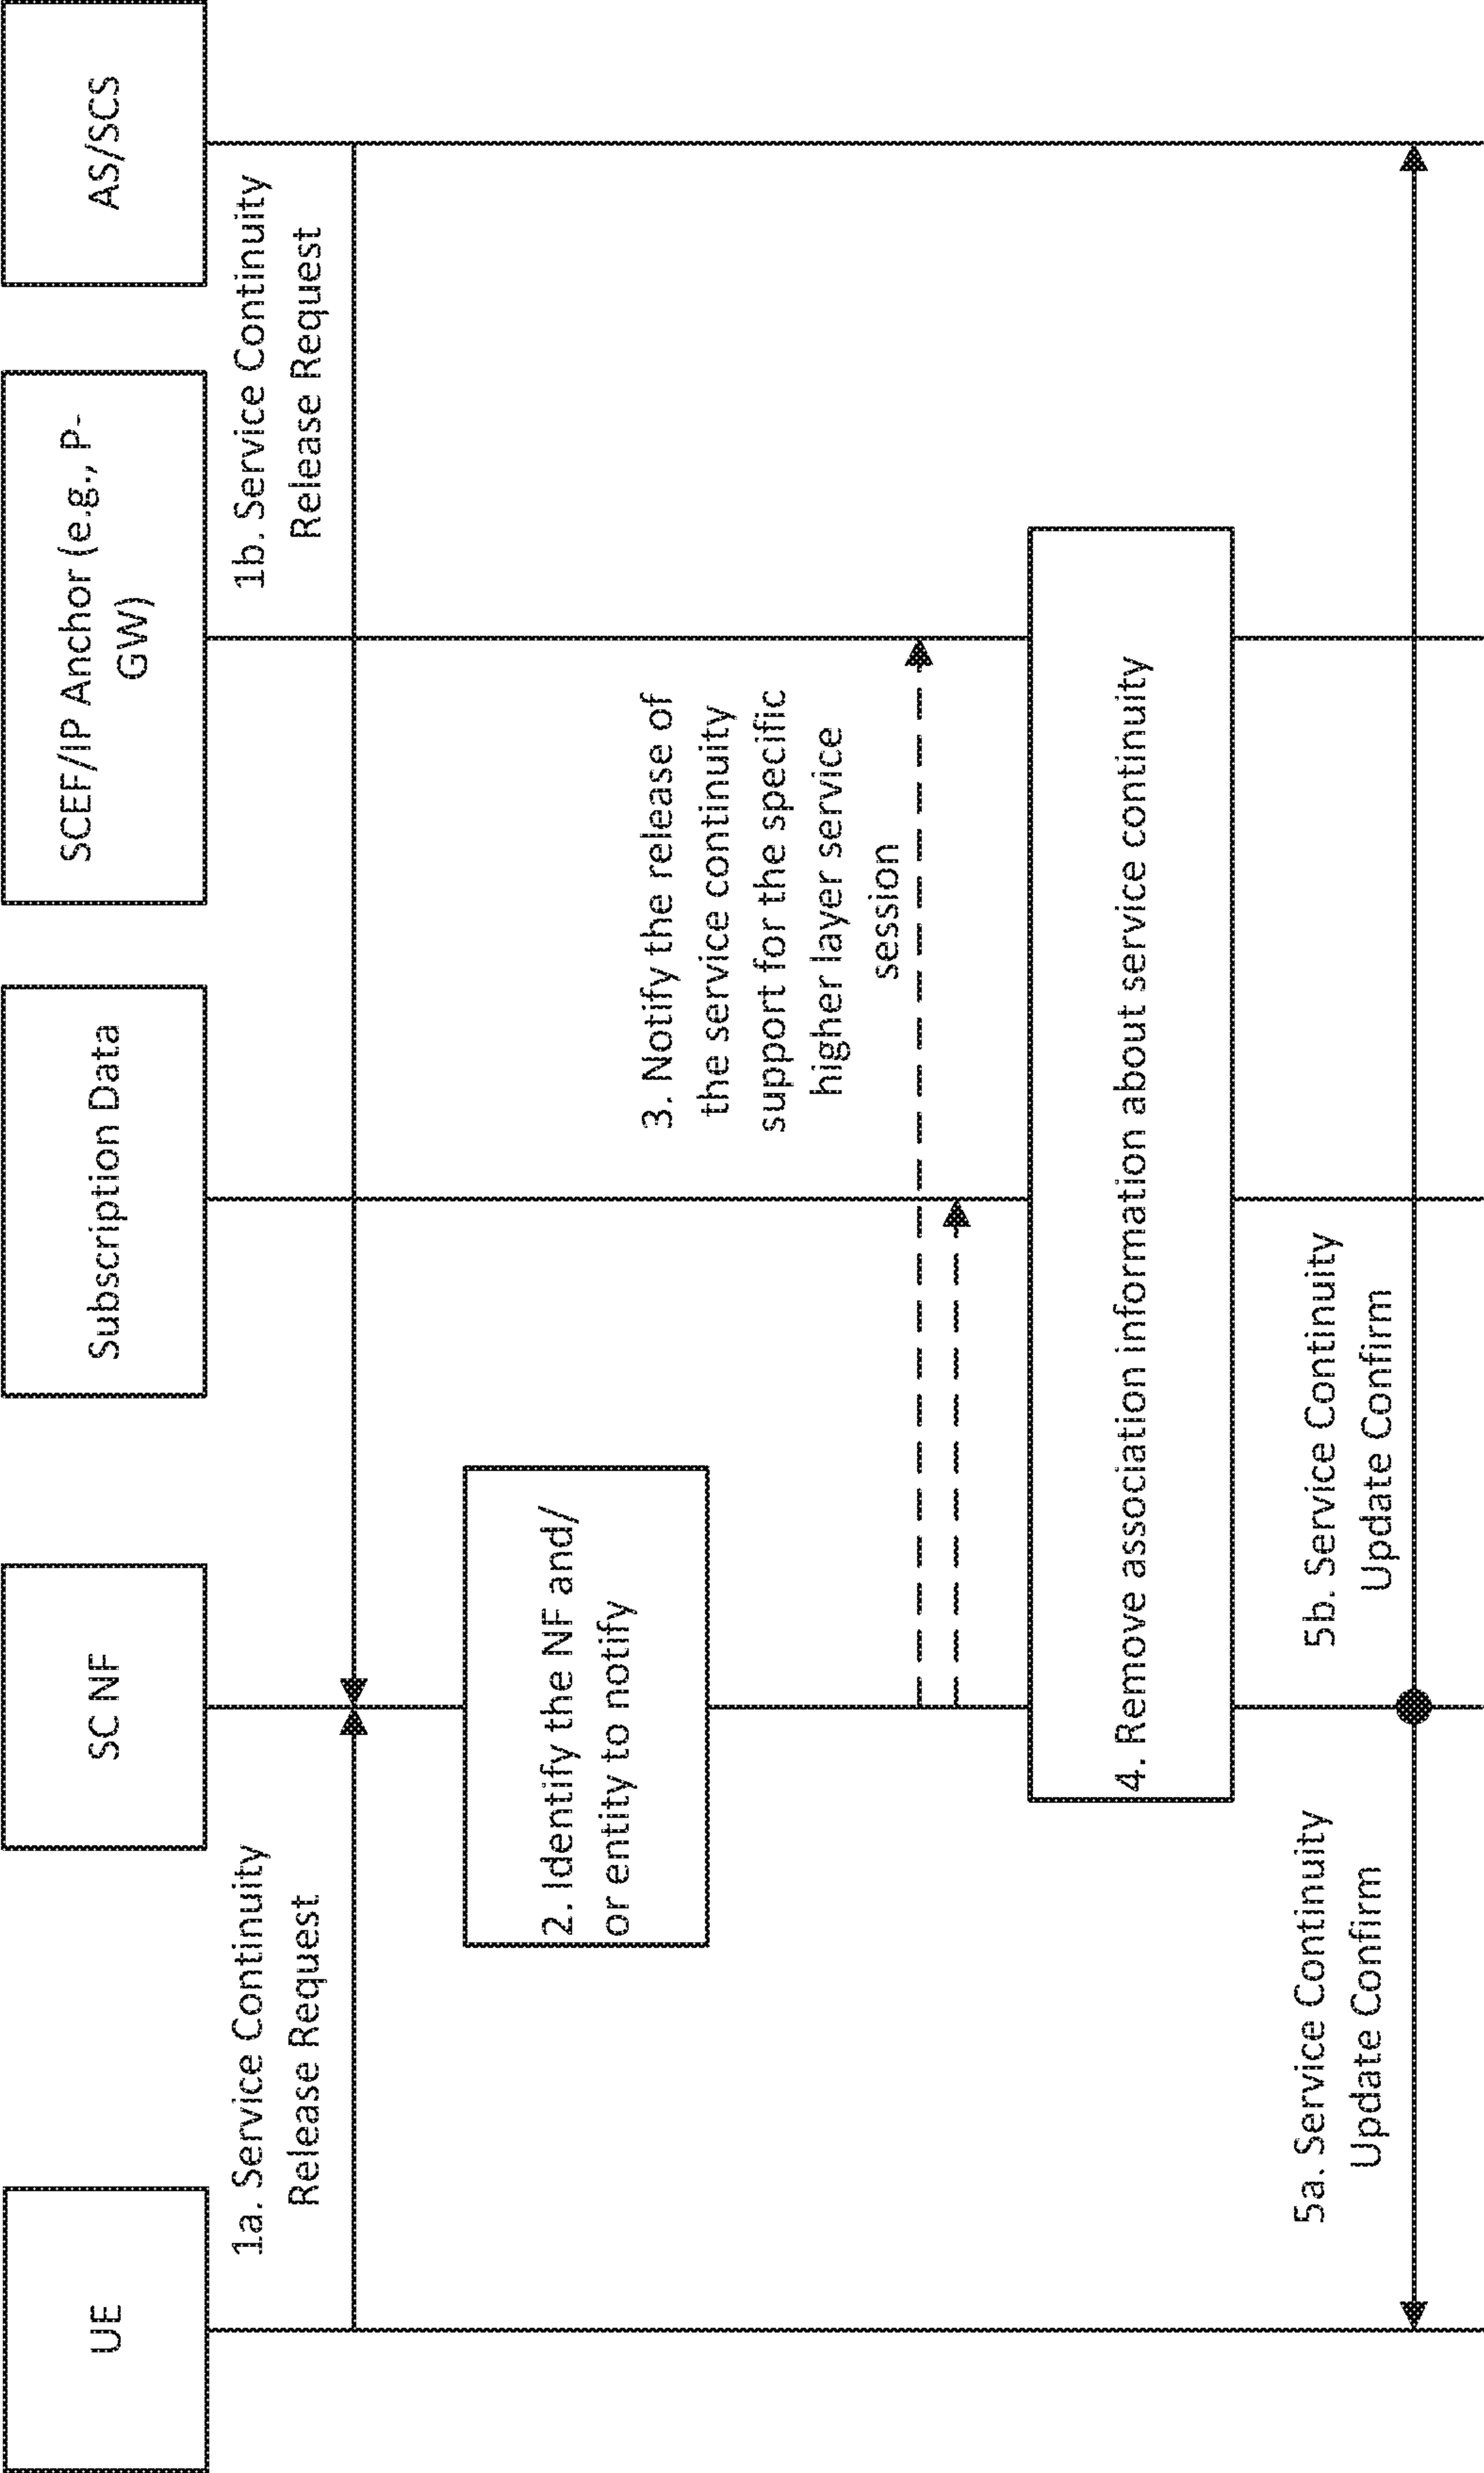 UE
SC NF
Subscription Data
SCEF/IP Anchor (e.g., P-
GW)
AS/SCS
1a. Service Continuity
Release Request
1b. Service Continuity
Release Request
2. Identify the NF and/
or entity to notify
3. Notify the release of
the service continuity
support for the specific
higher layer service
session
4. Remove association information about service continuity
5a. Service Continuity
Update Confirm
5b. Service Continuity
Update Confirm